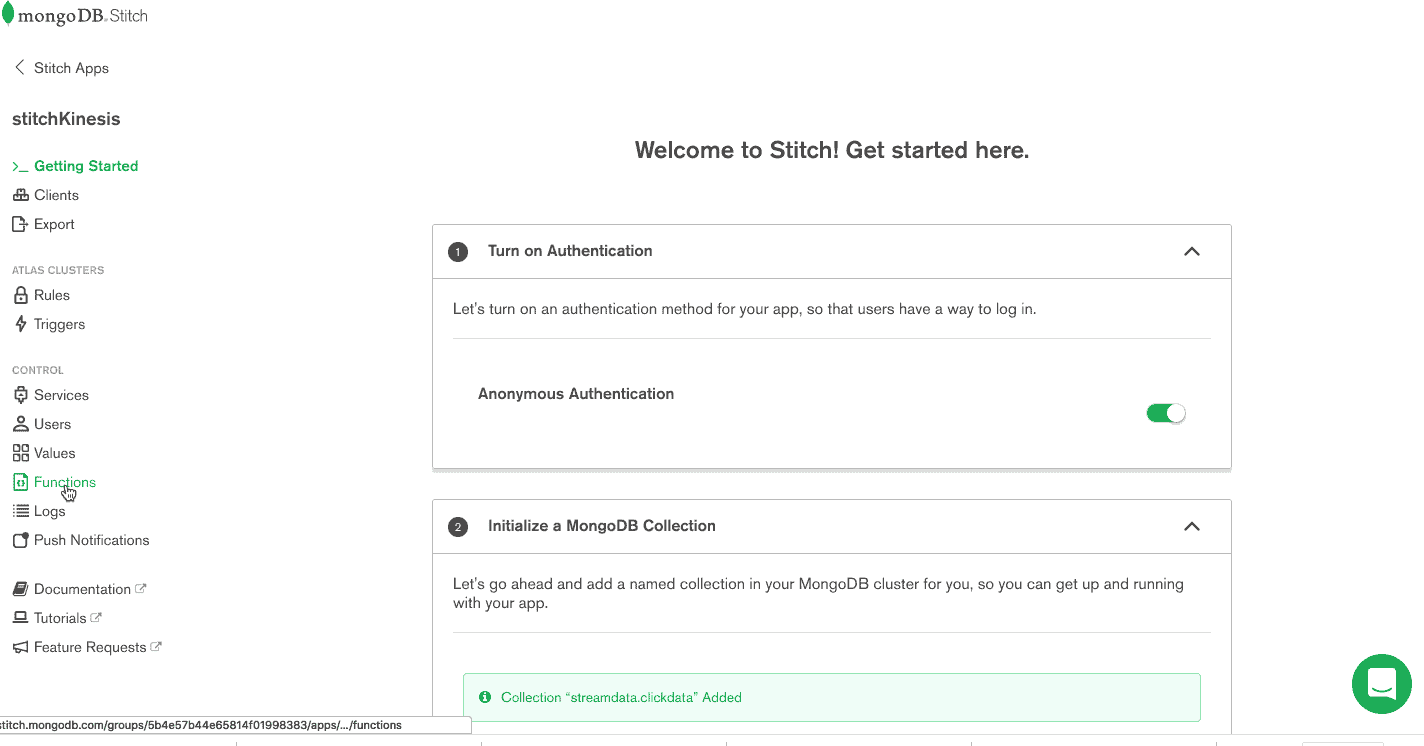 mongoDB. Stitch
Stitch Apps
stitchKinesis
>_ Getting Started
Clients
Export
ATLAS CLUSTERS
Rules
Triggers
CONTROL
Services
Users
Values
Functions
Logs
Push Notifications
Documentation
Tutorials
Feature Requests
stitch.mongodb.com/groups/5b4e57b44e65814f01998383/apps/.../functions
Welcome to Stitch! Get started here.
1 Turn on Authentication
Let's turn on an authentication method for your app, so that users have a way to log in.
Anonymous Authentication
2 Initialize a MongoDB Collection
Let's go ahead and add a named collection in your MongoDB cluster for you, so you can get up and running
with your app.
Collection “streamdata.clickdata” Added